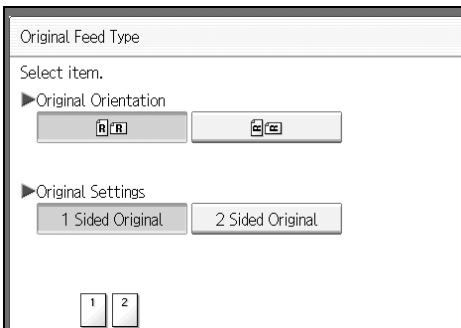 Original Feed Type
Select item.
▶Original Orientation
R R R R
▶Original Settings
1 Sided Original 2 Sided Original
1 2